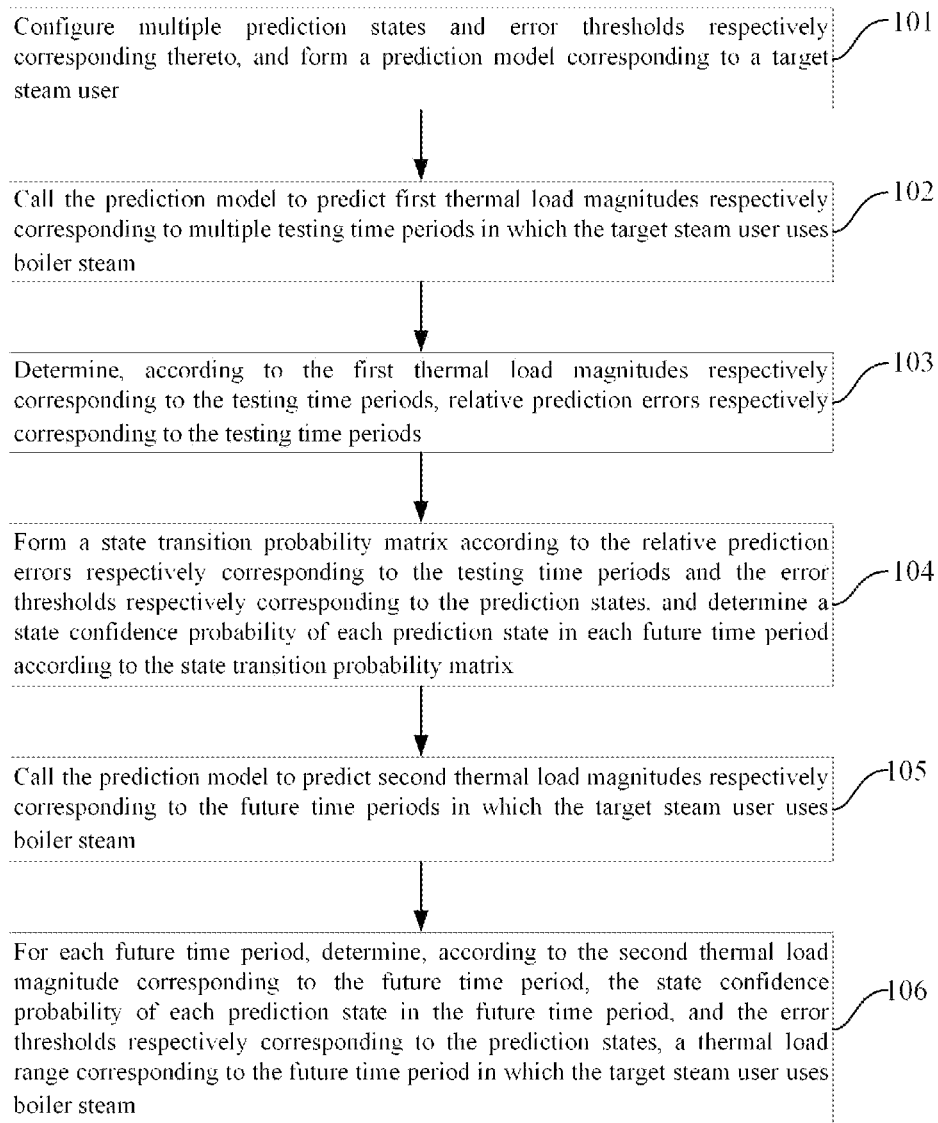 Configure multiple prediction states and error thresholds respectively
corresponding thereto, and form a prediction model corresponding to a target
steam user
101
Call the prediction model to predict first thermal load magnitudes respectively
corresponding to multiple testing time periods in which the target steam user uses
boiler steam
102
Determine, according to the first thermal load magnitudes respectively
corresponding to the testing time periods, relative prediction errors respectively
corresponding to the testing time periods
103
Form a state transition probability matrix according to the relative prediction
errors respectively corresponding to the testing time periods and the error
thresholds respectively corresponding to the prediction states. and determine a
state confidence probability of each prediction state in each future time period
according to the state transition probability matrix
104
Call the prediction model to predict second thermal load magnitudes respectively
corresponding to the future time periods in which the target steam user uses
boiler steam
105
For each future time period, determine, according to the second thermal load
magnitude corresponding to the future time period, the state confidence
probability of each prediction state in the future time period, and the error
thresholds respectively corresponding to the prediction states, a thermal load
range corresponding to the future time period in which the target steam user uses
boiler steam
106